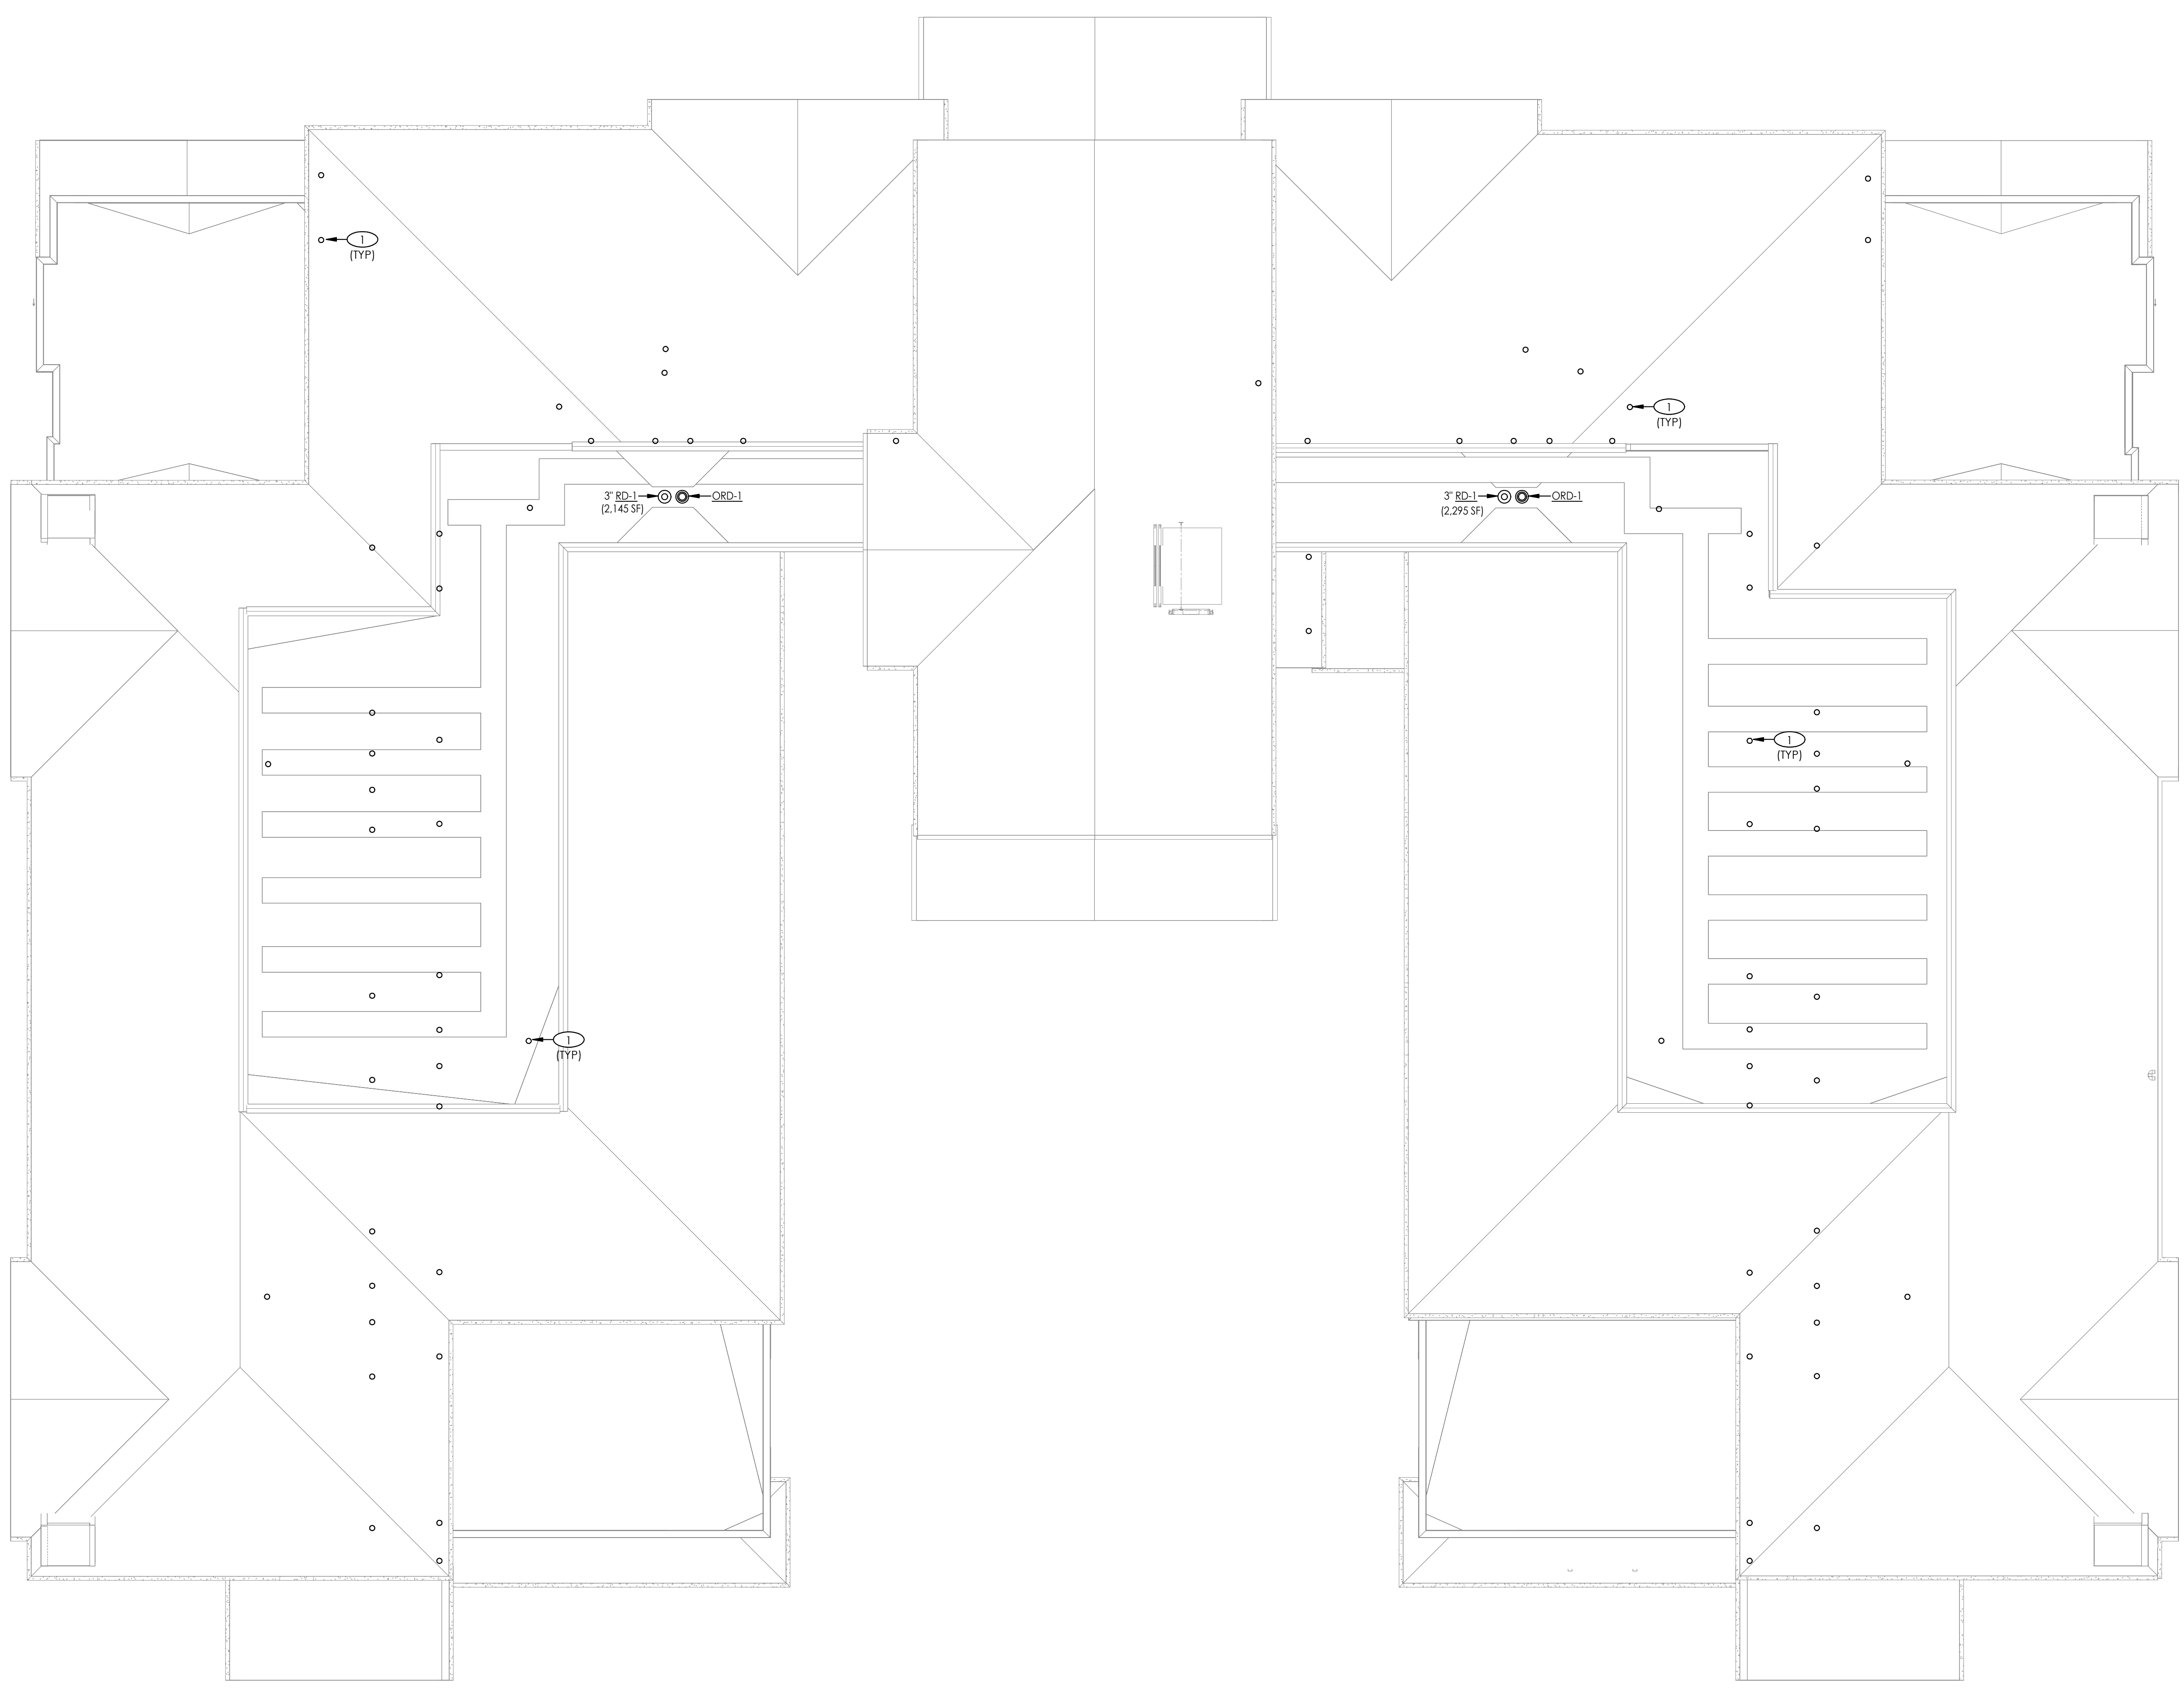 1
(TYP)
1
(TYP)
3" RD-1
(2,145 SF)
ORD-1
3" RD-1
(2,295 SF)
ORD-1
1
(TYP)
1
(TYP)